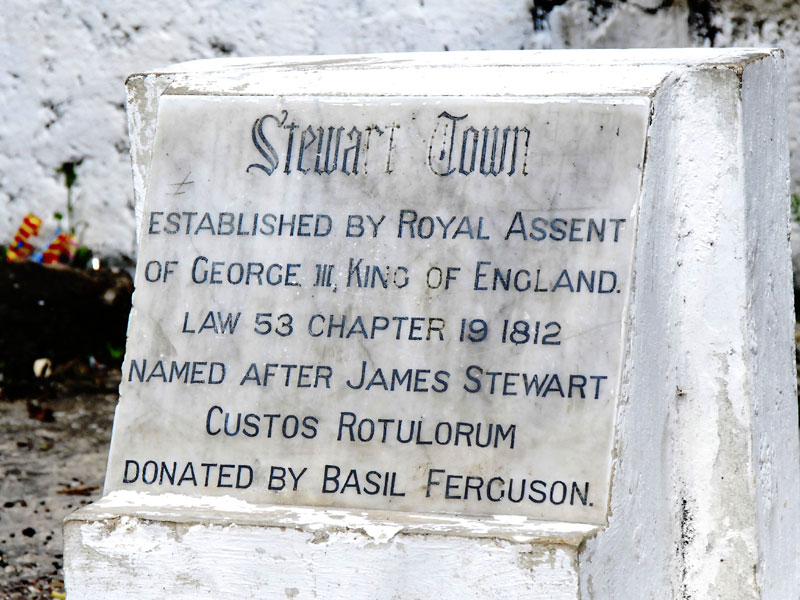 Stewart Town
ESTABLISHED BY ROYAL ASSENT
OF GEORGE III, KING OF ENGLAND.
LAW 53 CHAPTER 19 1812
NAMED AFTER JAMES STEWART
CUSTOS ROTULORUM
DONATED BY BASIL FERGUSON.